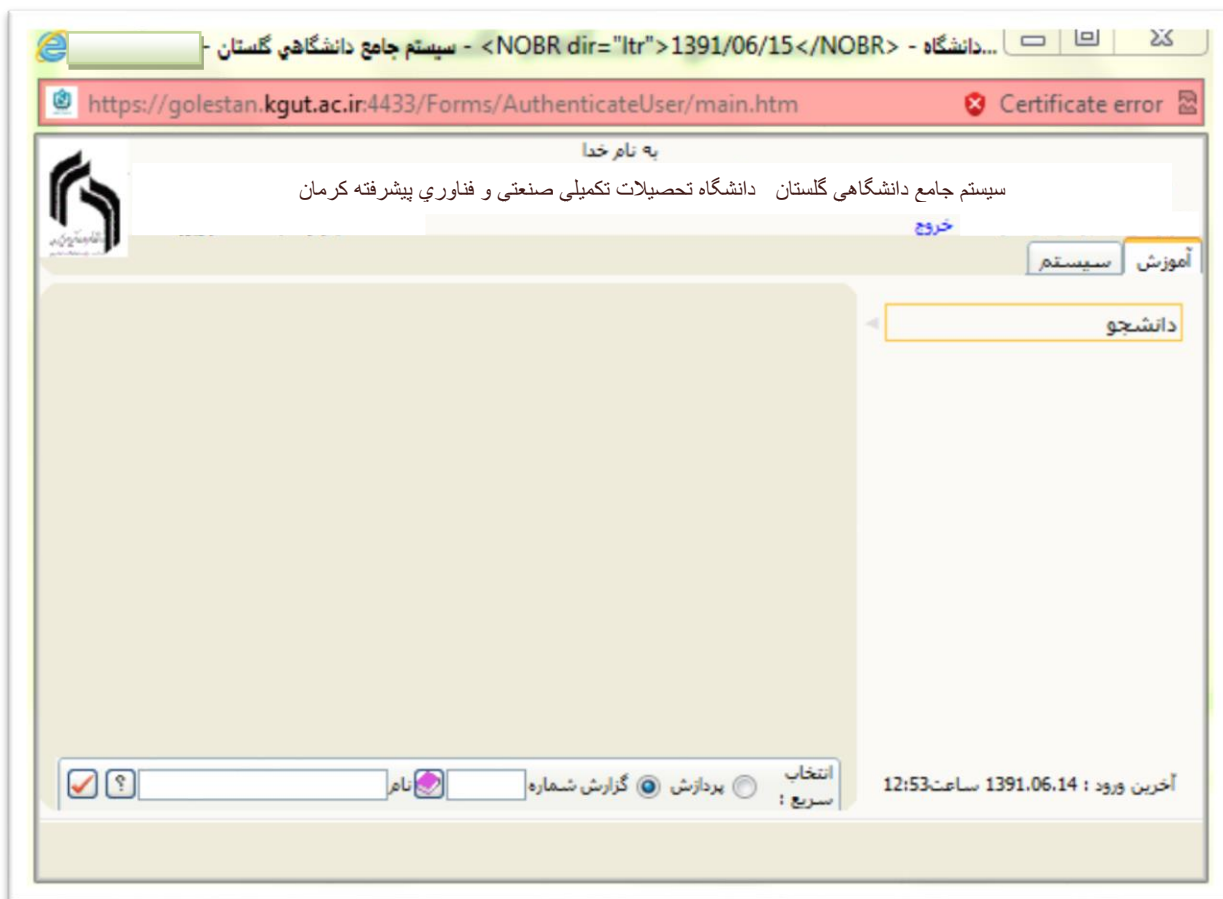 ...دانشگاه - <NOBR dir="ltr">1391/06/15</NOBR> - سیستم جامع دانشگاهي گلستان -
https://golestan.kgut.ac.ir:4433/Forms/AuthenticateUser/main.htm
Certificate error
به نام خدا
سیستم جامع دانشگاهی گلستان دانشگاه تحصیلات تکمیلی صنعتی و فناوري پیشرفته کرمان
خروج
آموزش
سیستم
دانشجو
آخرین ورود : 1391.06.14 ساعت12:53
انتخاب سریع :
پردازش
گزارش شماره
نام
؟